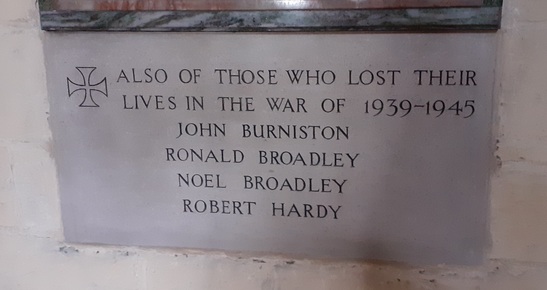 ALSO OF THOSE WHO LOST THEIR
LIVES IN THE WAR OF 1939-1945
JOHN BURNISTON
RONALD BROADLEY
NOEL BROADLEY
ROBERT HARDY